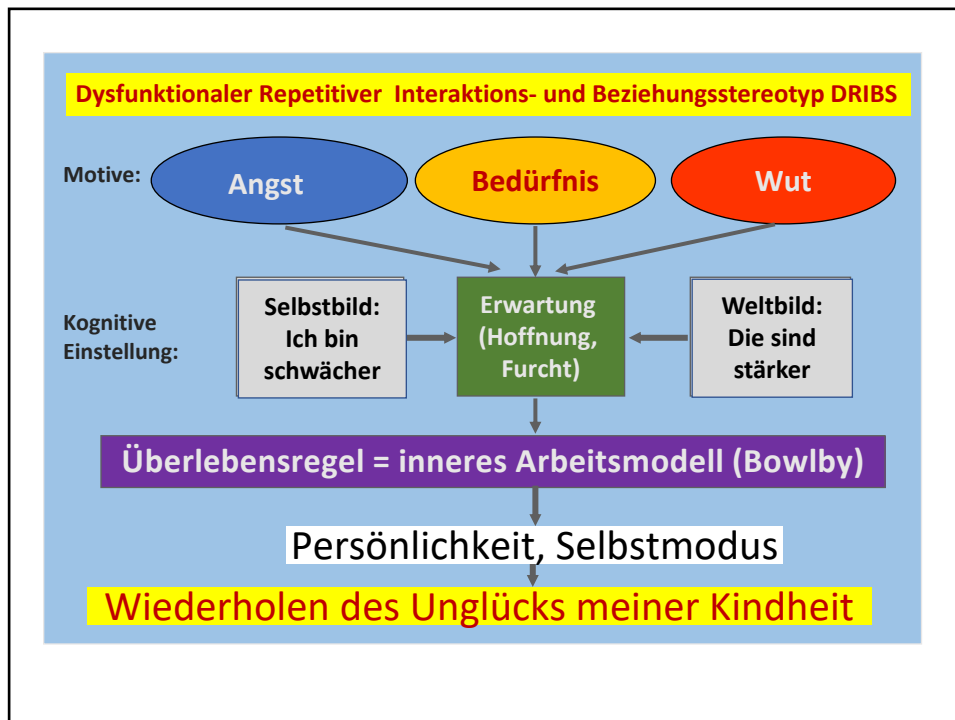 Dysfunktionaler Repetitiver Interaktions- und Beziehungsstereotyp DRIBS
Motive:
Angst
Bedürfnis
Wut
Kognitive
Einstellung:
Selbstbild:
Ich bin
schwächer
Erwartung
(Hoffnung,
Furcht)
Weltbild:
Die sind
stärker
Überlebensregel = inneres Arbeitsmodell (Bowlby)
Persönlichkeit, Selbstmodus
Wiederholen des Unglücks meiner Kindheit